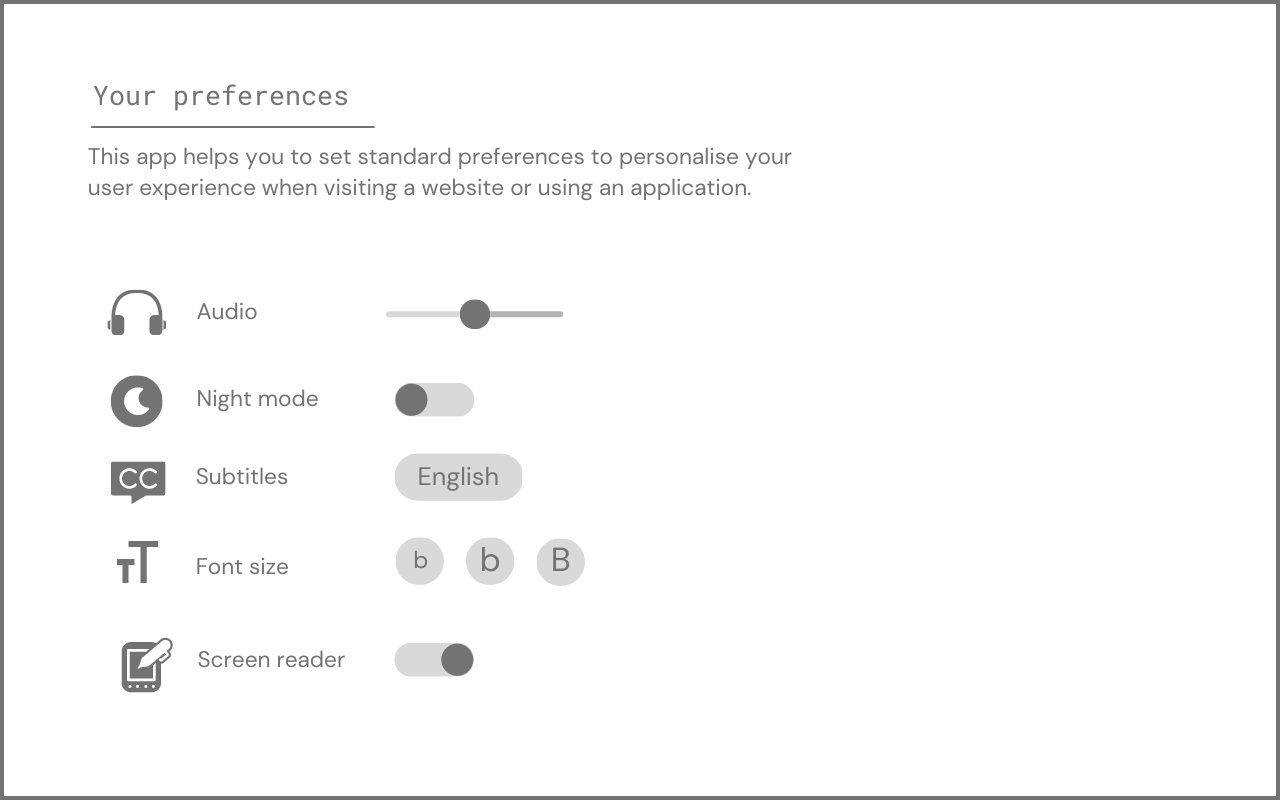 Your preferences
This app helps you to set standard preferences to personalise your
user experience when visiting a website or using an application.
Audio
Night mode
CC Subtitles English
TT Font size b b B
Screen reader